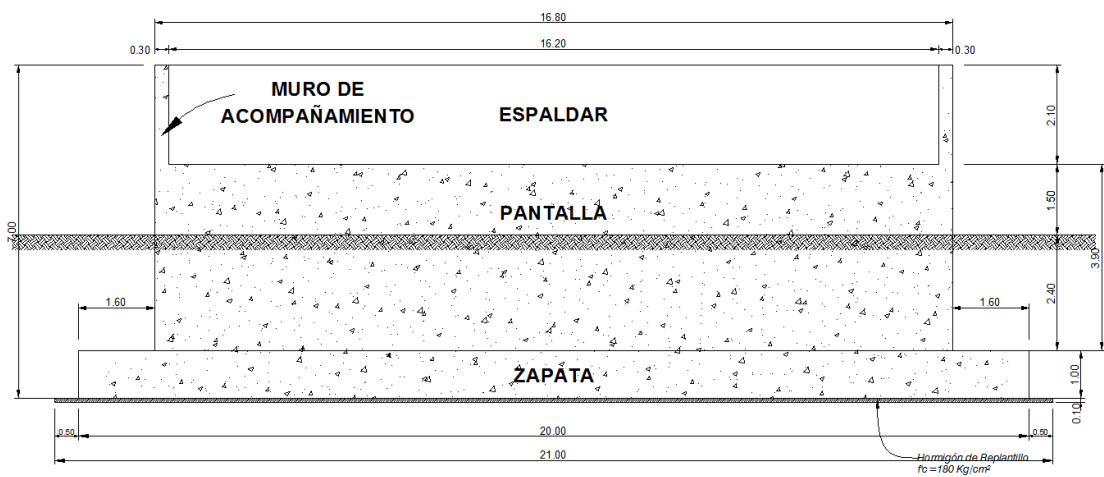 16.80
0.30
16.20
0.30
MURO DE
ACOMPAÑAMIENTO
ESPALDAR
2.10
PANTALLA
1.50
7.00
3.90
1.60
2.40
1.60
ZAPATA
1.00
0.10
0.50
20.00
0.50
21.00
Hormigón de Replantillo
f'c =180 Kg/cm²